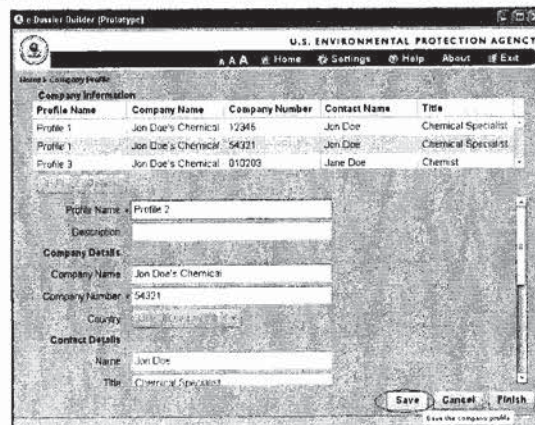 e-Dossier Builder (Prototype)
U.S. ENVIRONMENTAL PROTECTION AGENCY
A A A Home Settings Help About Exit
Home Company Profile
Company Information
Profile Name Company Name Company Number Contact Name Title
Profile 1 Jon Doe's Chemical 12345 Jon Doe Chemical Specialist
Profile 1 Jon Doe's Chemical 54321 Jon Doe Chemical Specialist
Profile 3 Jon Doe's Chemical 010203 Jane Doe Chemist
Profile Name Profile 2
Description
Company Details
Company Name Jon Doe's Chemical
Company Number 54321
Country
Contact Details
Name Jon Doe
Title Chemical Specialist
Save Cancel Finish
Save the company profile